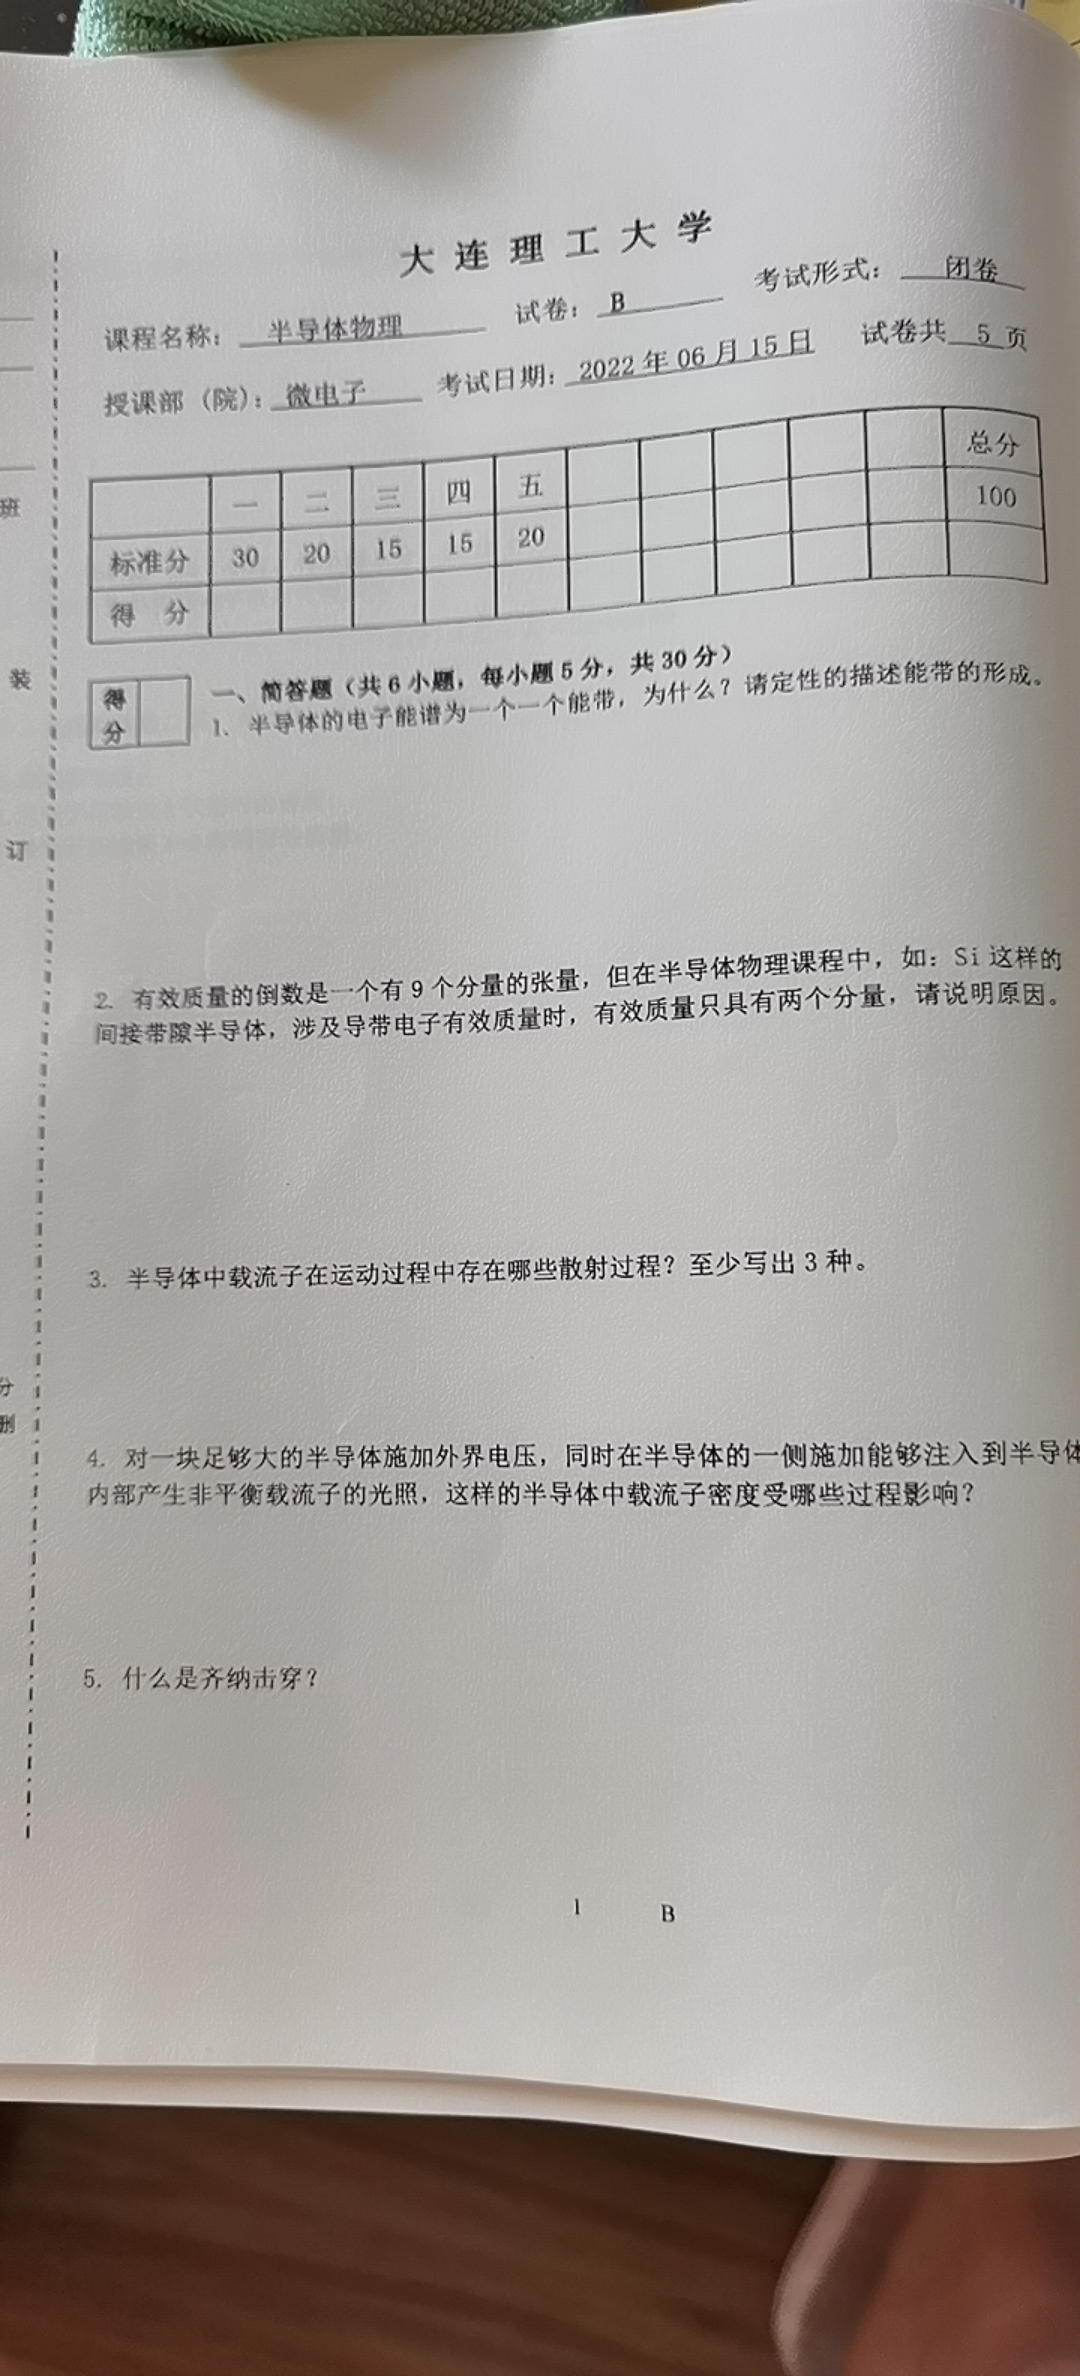 大连理工大学
课程名称： 半导体物理 试卷： B 考试形式： 闭卷
授课部（院）： 微电子 考试日期： 2022 年 06 月 15 日 试卷共 5 页
一 二 三 四 五 总分
标准分 30 20 15 15 20 100
得 分
得分
一、简答题（共 6 小题，每小题 5 分，共 30 分）
1、半导体的电子能谱为一个一个能带，为什么？请定性的描述能带的形成。
2. 有效质量的倒数是一个有 9 个分量的张量，但在半导体物理课程中，如：Si 这样的
间接带隙半导体，涉及导带电子有效质量时，有效质量只具有两个分量，请说明原因。
3. 半导体中载流子在运动过程中存在哪些散射过程？至少写出 3 种。
4. 对一块足够大的半导体施加外界电压，同时在半导体的一侧施加能够注入到半导体
内部产生非平衡载流子的光照，这样的半导体中载流子密度受哪些过程影响？
5. 什么是齐纳击穿？
1 B
班
装
订
分